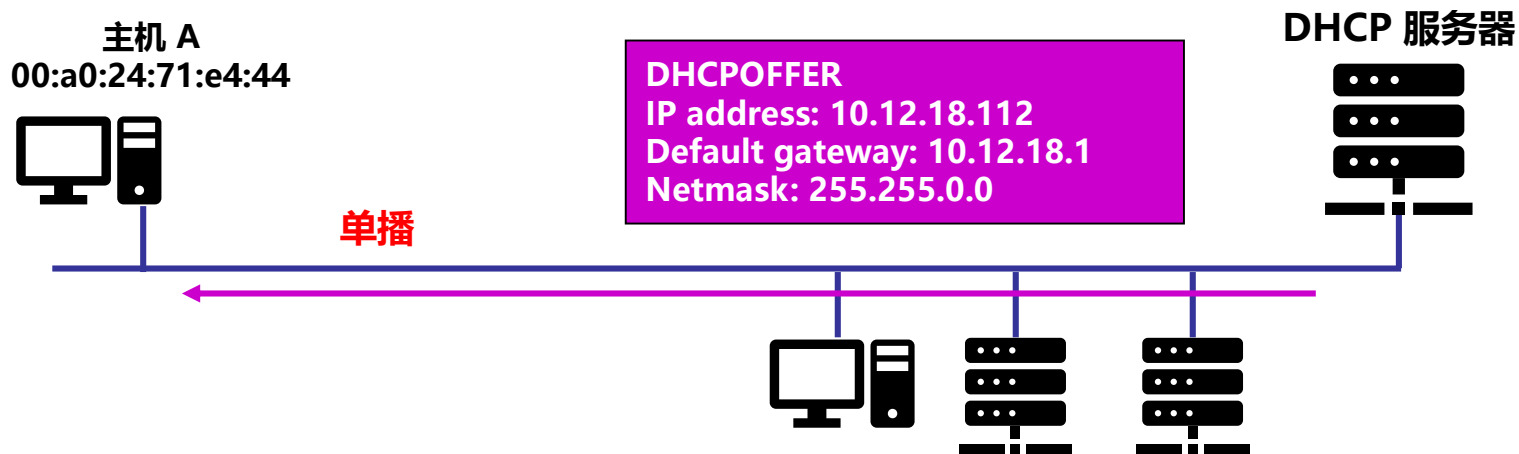 主机 A
00:a0:24:71:e4:44
DHCP 服务器
DHCPOFFER
IP address: 10.12.18.112
Default gateway: 10.12.18.1
Netmask: 255.255.0.0
单播